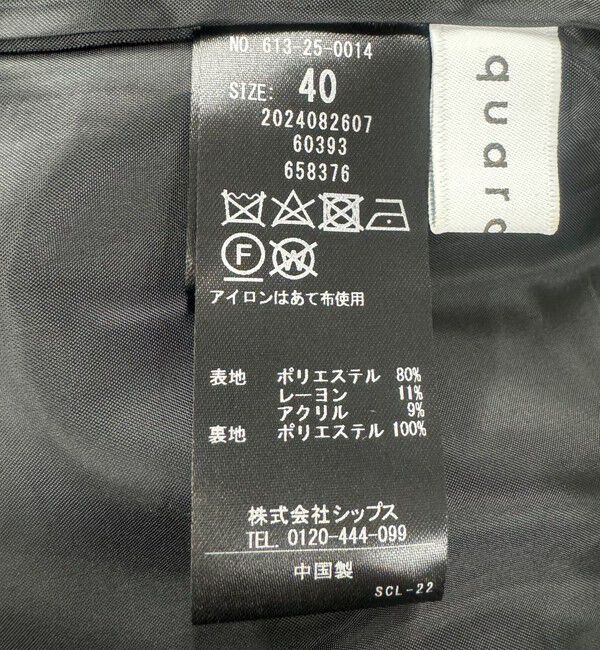 NO. 613 25-0014
SIZE: 40
2024082607
60393
658376
F
W
アイロンはあて布使用
表地 ポリエステル 80%
レーヨン 11%
アクリル 9%
裏地 ポリエステル 100%
株式会社シップス
TEL. 0120-444-099
中国製
SCL-22
quar